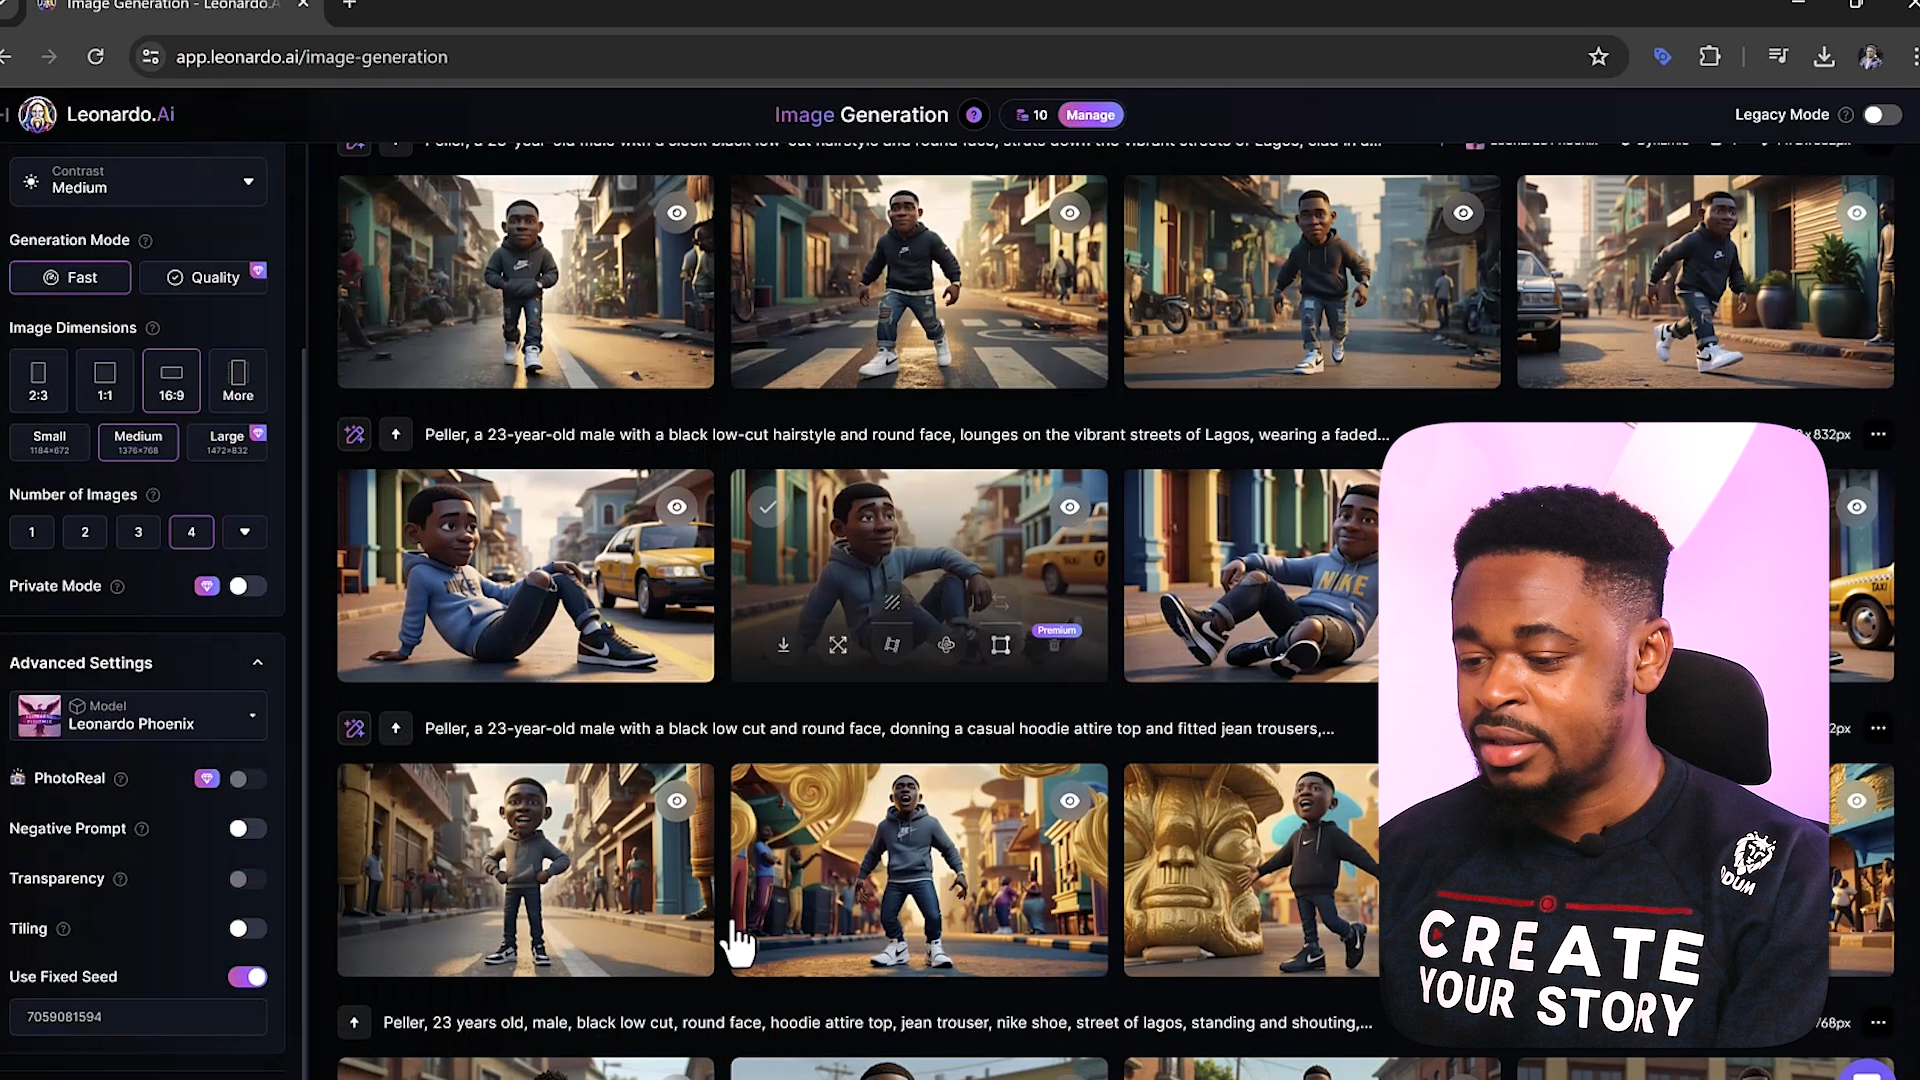 Image Generation - Leonardo.A
app.leonardo.ai/image-generation
Leonardo.Ai
Image Generation
10
Manage
Legacy Mode
Contrast
Medium
Generation Mode
Fast
Quality
Image Dimensions
2:3
1:1
16:9
More
Small
1184×672
Medium
1376×768
Large
1472×832
Number of Images
1
2
3
4
Private Mode
Advanced Settings
Model
Leonardo Phoenix
PhotoReal
Negative Prompt
Transparency
Tiling
Use Fixed Seed
7059081594
Peller, a 23-year-old male with a black low-cut hairstyle and round face, lounges on the vibrant streets of Lagos, wearing a faded...
x 832px
NIKE
TAXI
Premium
NIKE
TAXI
Peller, a 23-year-old male with a black low cut and round face, donning a casual hoodie attire top and fitted jean trousers,...
2px
Peller, 23 years old, male, black low cut, round face, hoodie attire top, jean trouser, nike shoe, street of lagos, standing and shouting,...
768px
CREATE
YOUR STORY